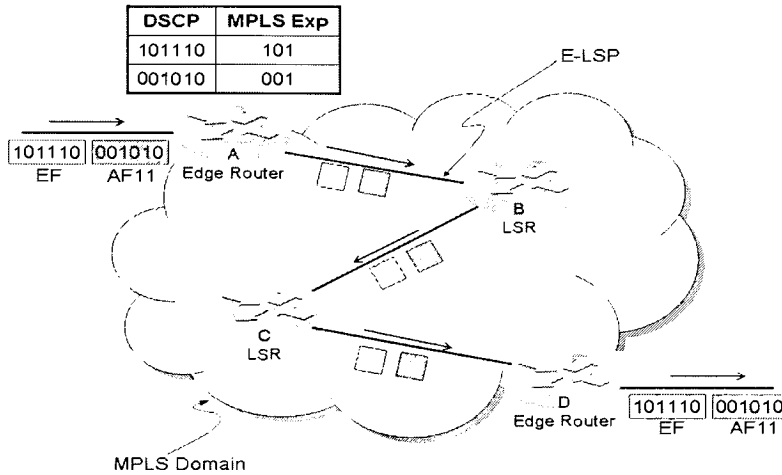 DSCP MPLS Exp
101110 101
001010 001
E-LSP
101110 001010
EF AF11
A
Edge Router
B
LSR
C
LSR
D
Edge Router
101110 001010
EF AF11
MPLS Domain